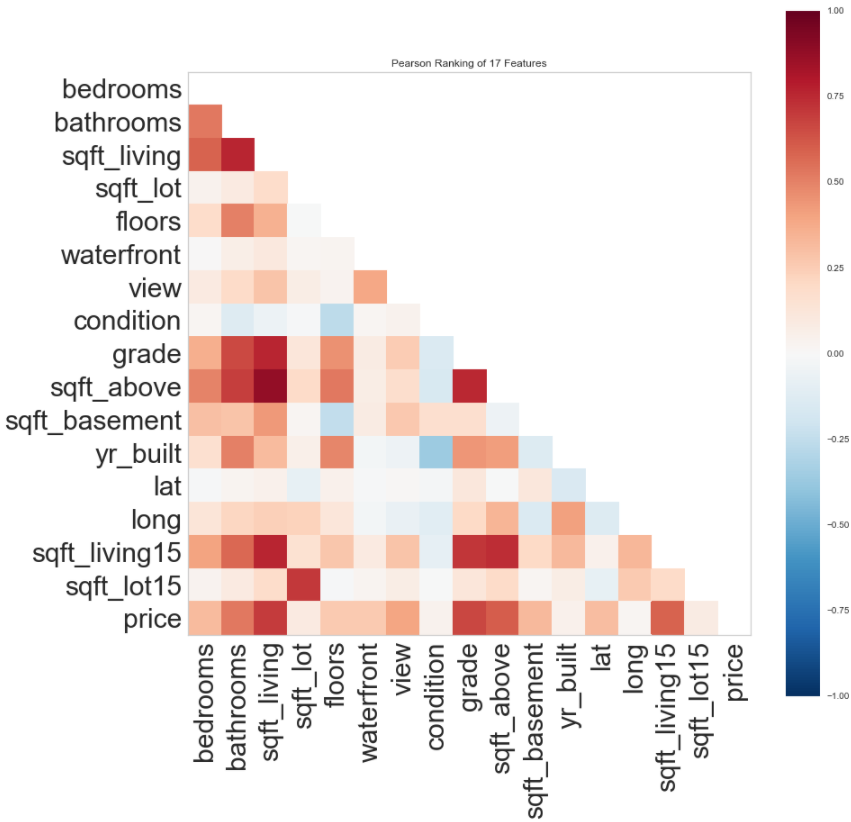 Pearson Ranking of 17 Features
bedrooms
bathrooms
sqft_living
sqft_lot
floors
waterfront
view
condition
grade
sqft_above
sqft_basement
yr_built
lat
long
sqft_living15
sqft_lot15
price
bedrooms
bathrooms
sqft_living
sqft_lot
floors
waterfront
view
condition
grade
sqft_above
sqft_basement
yr_built
lat
long
sqft_living15
sqft_lot15
price
1.00
0.75
0.50
0.25
0.00
−0.25
−0.50
−0.75
−1.00